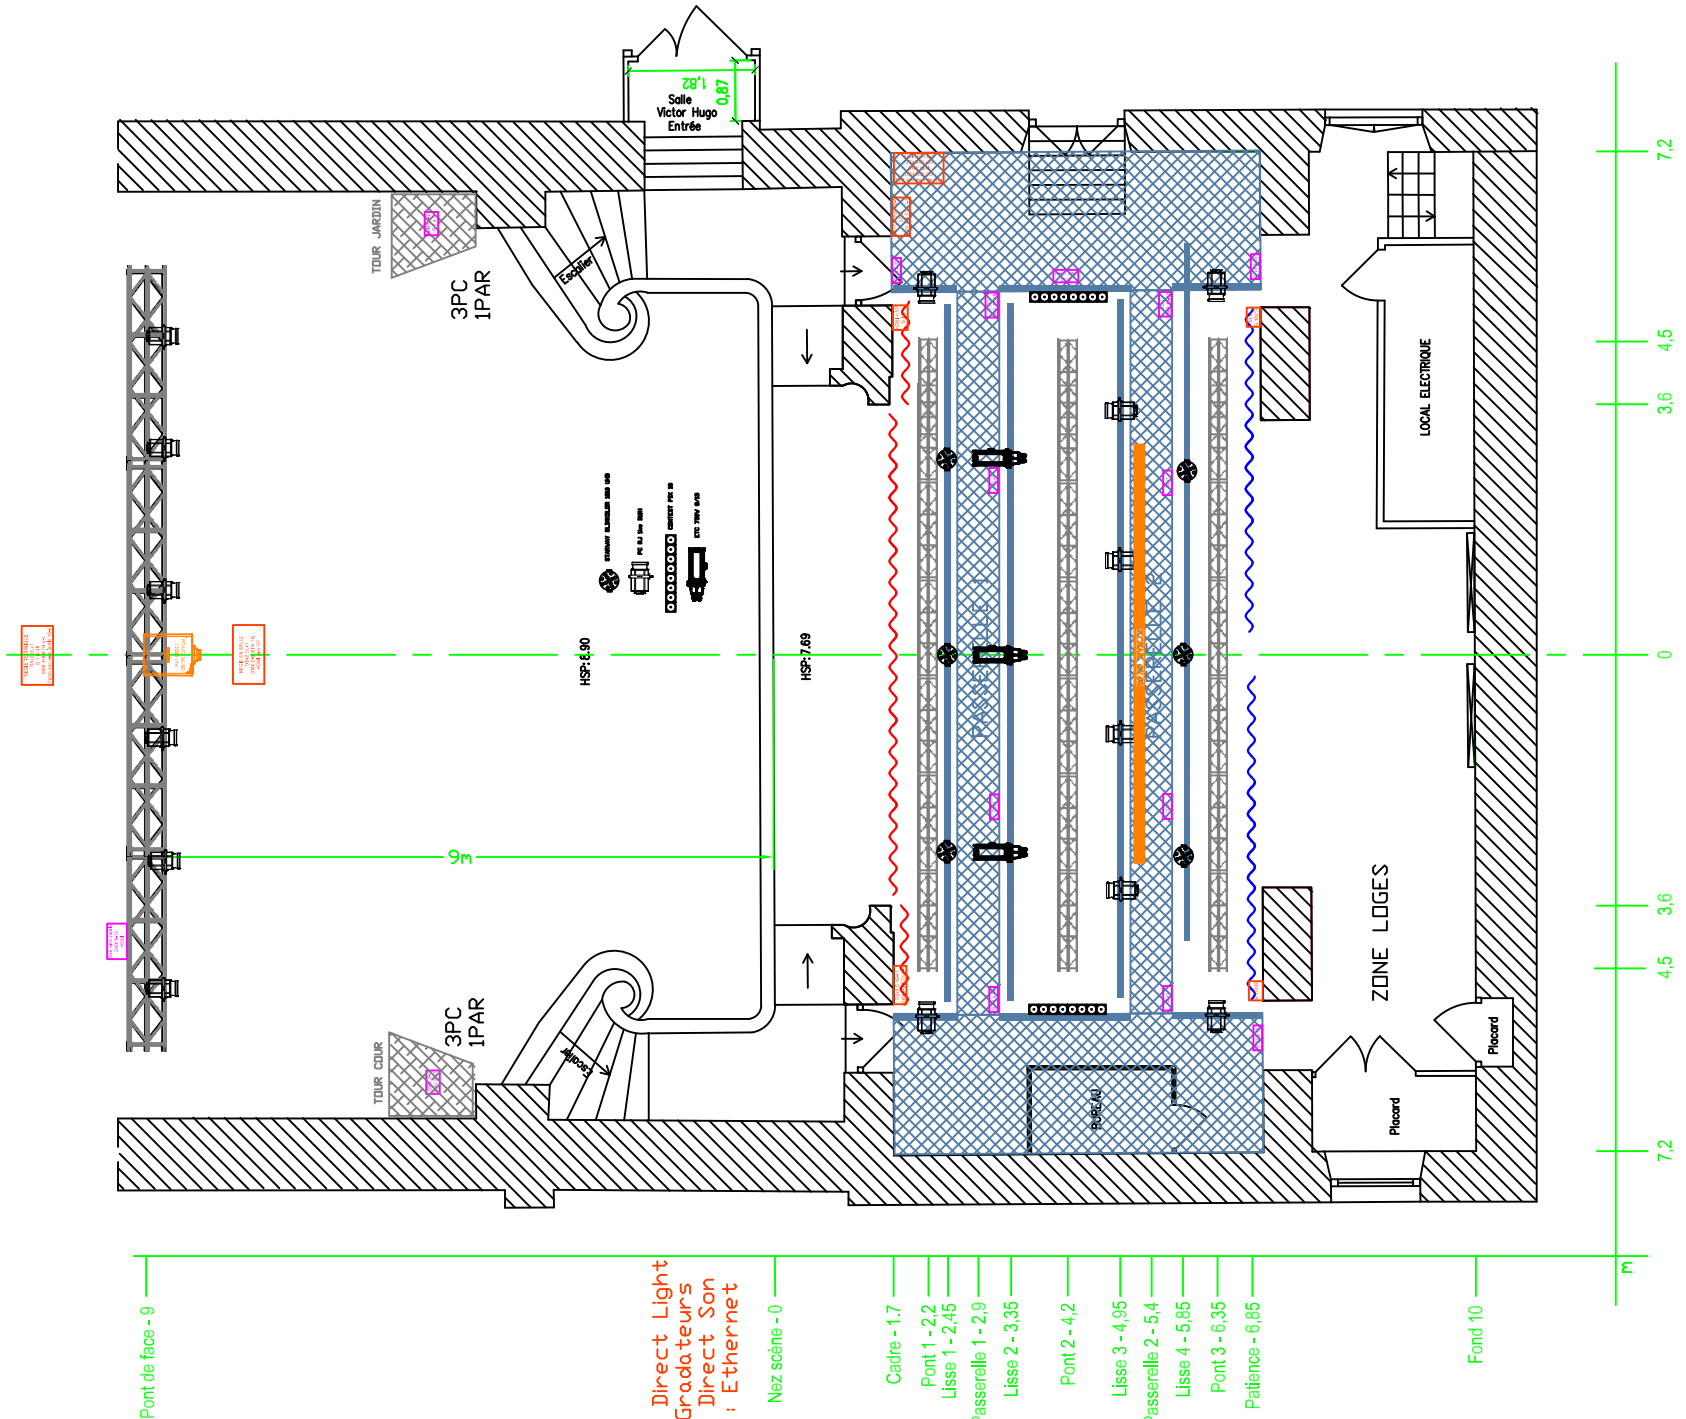 1,82
0,87
Salle
Victor Hugo
Entrée
7,2
4,5
3,6
0
3,6
4,5
7,2
m
TOUR JARDIN
3PC
1PAR
Escalier
LOCAL ELECTRIQUE
PC RJ
ETC
HSP: 8.90
HSP: 7.69
PASSERELLE 1
PASSERELLE 2
9m
ZONE LOGES
TOUR COUR
3PC
1PAR
Escalier
BUREAU
Placard
Placard
Direct Light
Gradateurs
Direct Son
: Ethernet
Pont de face - 9
Nez scène - 0
Cadre - 1.7
Pont 1 - 2,2
Lisse 1 - 2,45
Passerelle 1 - 2,9
Lisse 2 - 3,35
Pont 2 - 4,2
Lisse 3 - 4,95
Passerelle 2 - 5,4
Lisse 4 - 5,85
Pont 3 - 6,35
Patience - 6,85
Fond 10